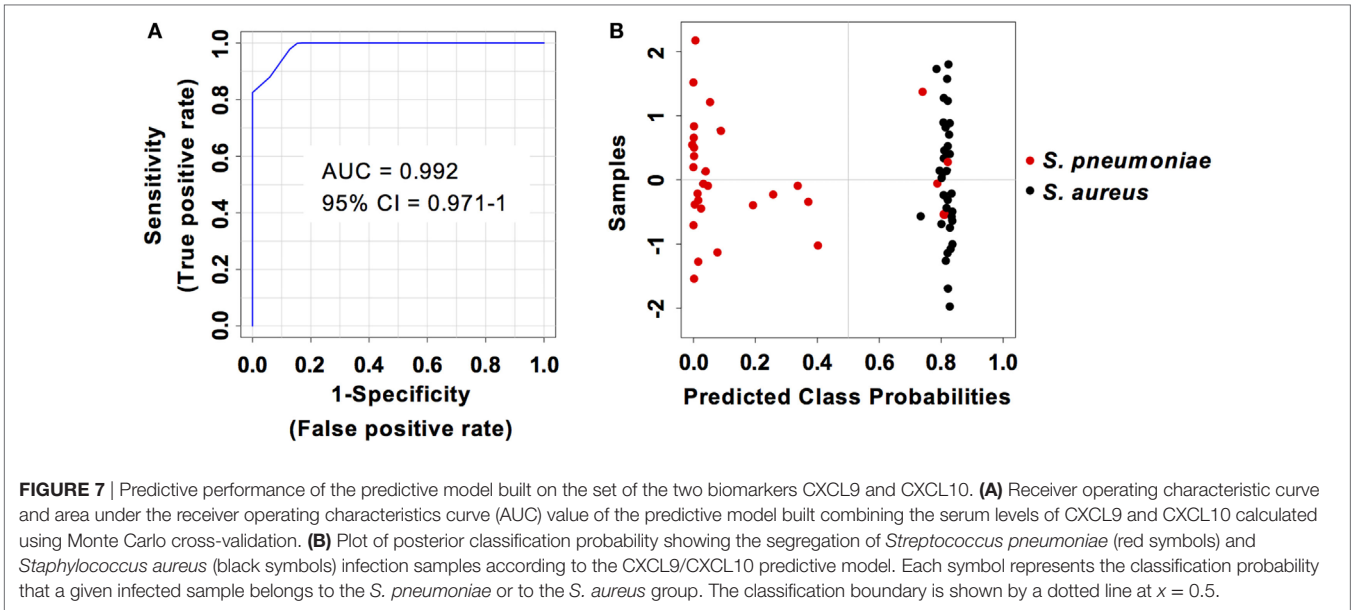 A
Sensitivity
(True positive rate)
1.0
0.8
0.6
0.4
0.2
0.0
AUC = 0.992
95% CI = 0.971-1
0.0 0.2 0.4 0.6 0.8 1.0
1-Specificity
(False positive rate)
B
Samples
2
1
0
-1
-2
0.0 0.2 0.4 0.6 0.8 1.0
Predicted Class Probabilities
S. pneumoniae
S. aureus
FIGURE 7 | Predictive performance of the predictive model built on the set of the two biomarkers CXCL9 and CXCL10. (A) Receiver operating characteristic curve
and area under the receiver operating characteristics curve (AUC) value of the predictive model built combining the serum levels of CXCL9 and CXCL10 calculated
using Monte Carlo cross-validation. (B) Plot of posterior classification probability showing the segregation of Streptococcus pneumoniae (red symbols) and
Staphylococcus aureus (black symbols) infection samples according to the CXCL9/CXCL10 predictive model. Each symbol represents the classification probability
that a given infected sample belongs to the S. pneumoniae or to the S. aureus group. The classification boundary is shown by a dotted line at x = 0.5.